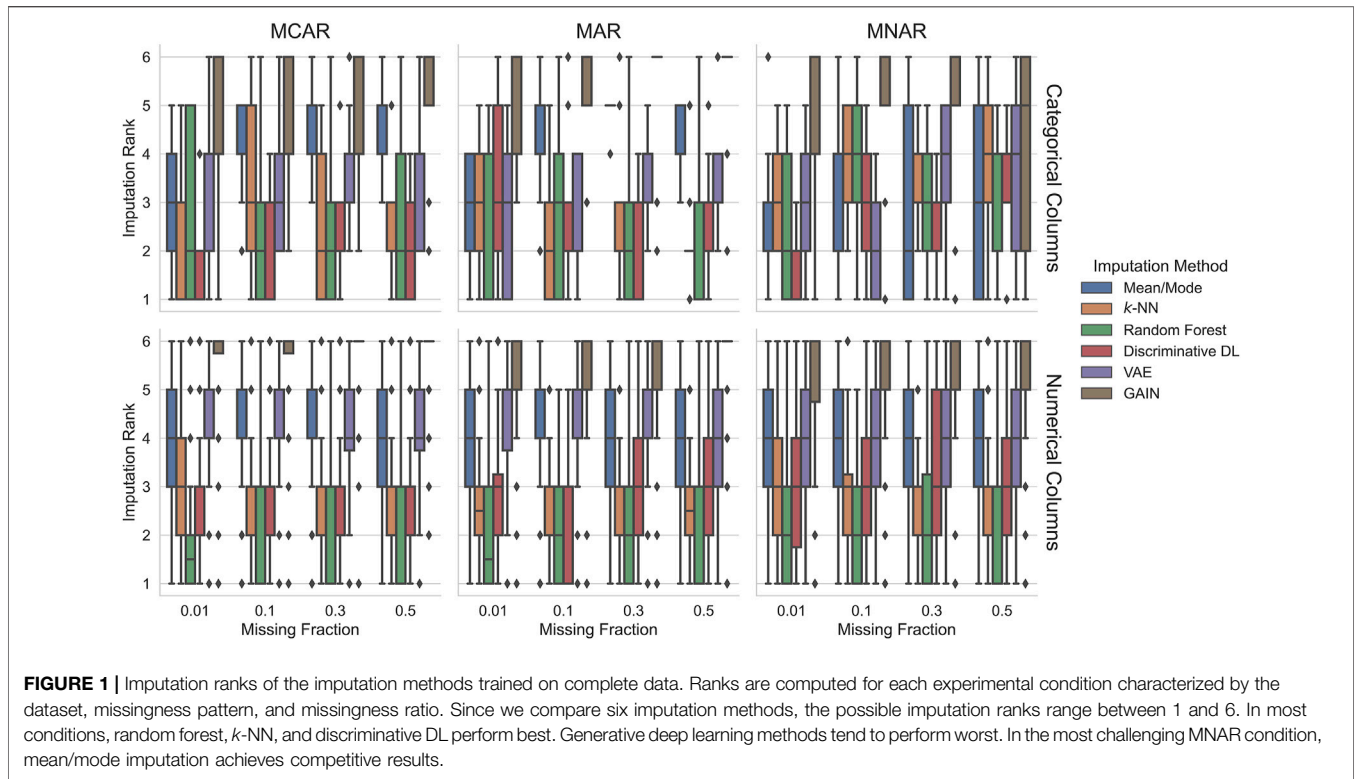 MCAR
MAR
MNAR
6
5
4
3
2
1
Imputation Rank
Categorical Columns
6
5
4
3
2
1
Imputation Rank
Numerical Columns
0.01 0.1 0.3 0.5
Missing Fraction
0.01 0.1 0.3 0.5
Missing Fraction
0.01 0.1 0.3 0.5
Missing Fraction
Imputation Method
Mean/Mode
k-NN
Random Forest
Discriminative DL
VAE
GAIN
FIGURE 1 | Imputation ranks of the imputation methods trained on complete data. Ranks are computed for each experimental condition characterized by the
dataset, missingness pattern, and missingness ratio. Since we compare six imputation methods, the possible imputation ranks range between 1 and 6. In most
conditions, random forest, k-NN, and discriminative DL perform best. Generative deep learning methods tend to perform worst. In the most challenging MNAR condition,
mean/mode imputation achieves competitive results.